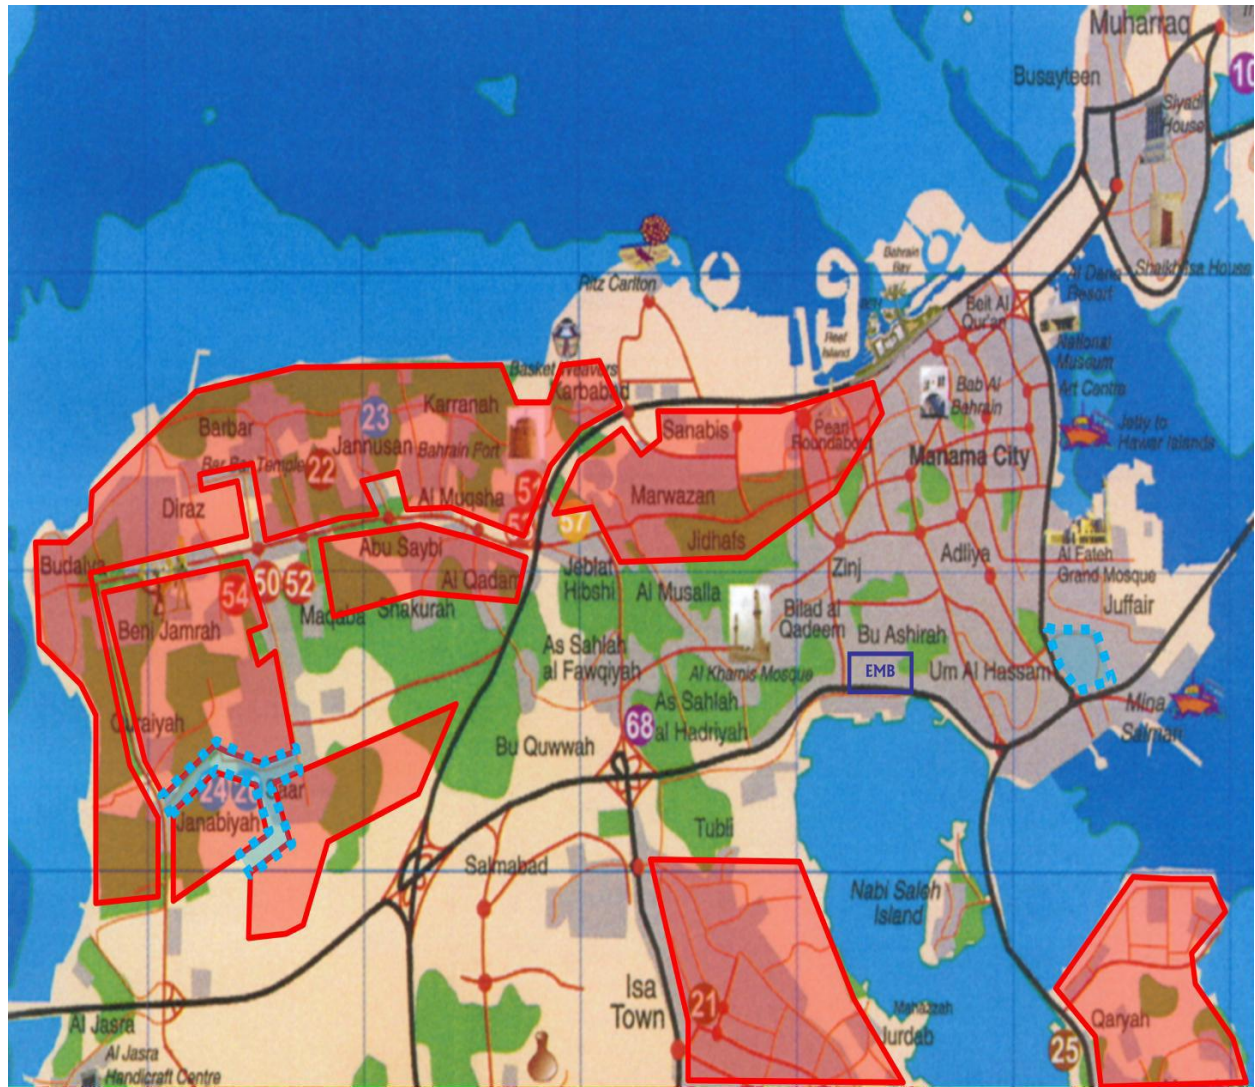 Muharraq
Busayteen
10
Siyadi
House
Shaikh Isa House
Al Dana
Resort
Ritz Carlton
Bahrain
Bay
Reef
Island
Beit Al
Qur'an
National
Museum
Art Centre
Basket Weavers
Karbabad
Bab Al
Bahrain
Jetty to
Hawar Islands
Karranah
23
Jannusan
Barbar
Bar Bar Temple
22
Bahrain Fort
Sanabis
Pearl
Roundabout
Manama City
Diraz
Al Muqsha
51
53
57
Marwazan
Jidhafs
Abu Saybi
Al Qadam
Budaiya
54
50
52
Beni Jamrah
Maqaba
Shakurah
Jeblat
Hibshi
Al Musalla
Zinj
Adliya
Al Fateh
Grand Mosque
Juffair
Bilad al
Qadeem
Bu Ashirah
As Sahlah
al Fawqiyah
Al Khamis Mosque
EMB
Um Al Hassam
Mina
Salman
Quraiyah
As Sahlah
al Hadriyah
68
Bu Quwwah
24
Saar
Janabiyah
Tubli
Salmabad
Nabi Saleh
Island
Isa
Town
21
Jurdab
25
Qaryah
Al Jasra
Al Jasra
Handicraft Centre